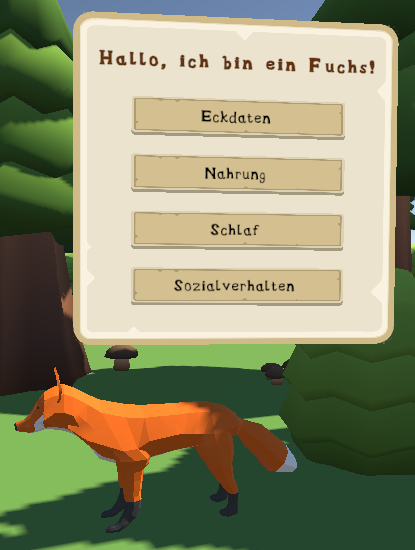 Hallo, ich bin ein Fuchs!
Eckdaten
Nahrung
Schlaf
Sozialverhalten